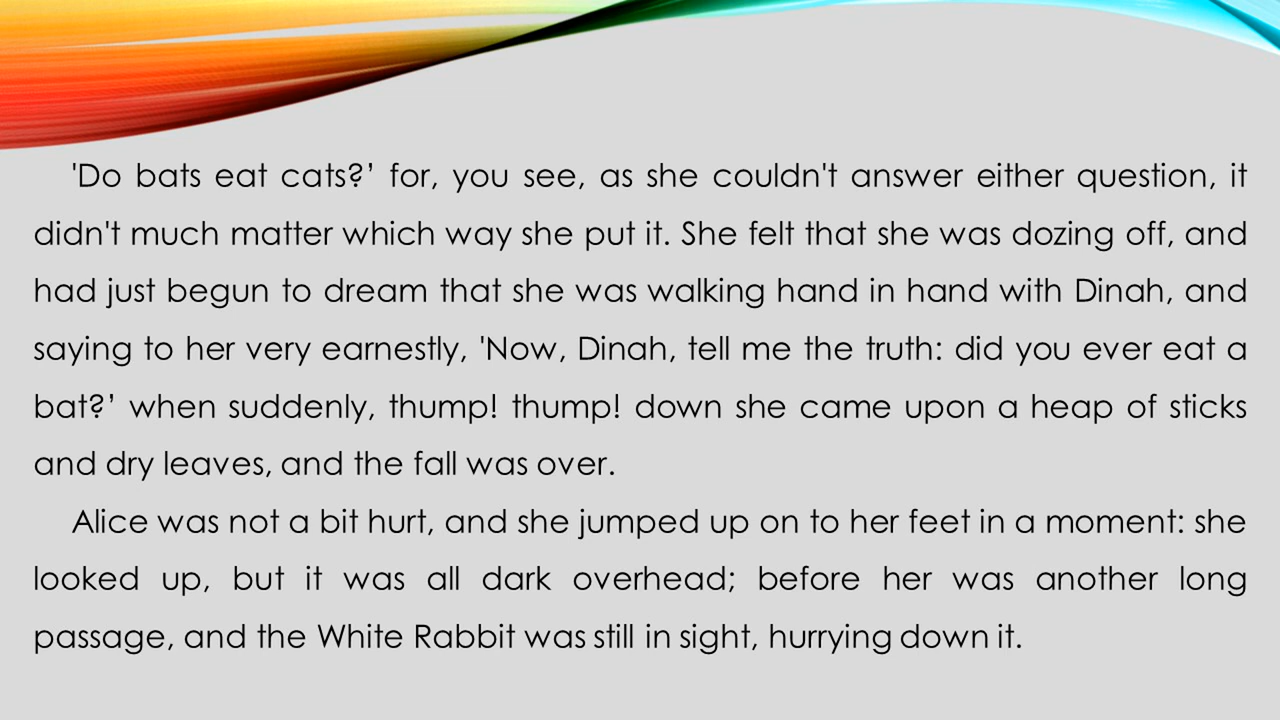 'Do bats eat cats?’ for, you see, as she couldn't answer either question, it
didn't much matter which way she put it. She felt that she was dozing off, and
had just begun to dream that she was walking hand in hand with Dinah, and
saying to her very earnestly, 'Now, Dinah, tell me the truth: did you ever eat a
bat?’ when suddenly, thump! thump! down she came upon a heap of sticks
and dry leaves, and the fall was over.
Alice was not a bit hurt, and she jumped up on to her feet in a moment: she
looked up, but it was all dark overhead; before her was another long
passage, and the White Rabbit was still in sight, hurrying down it.